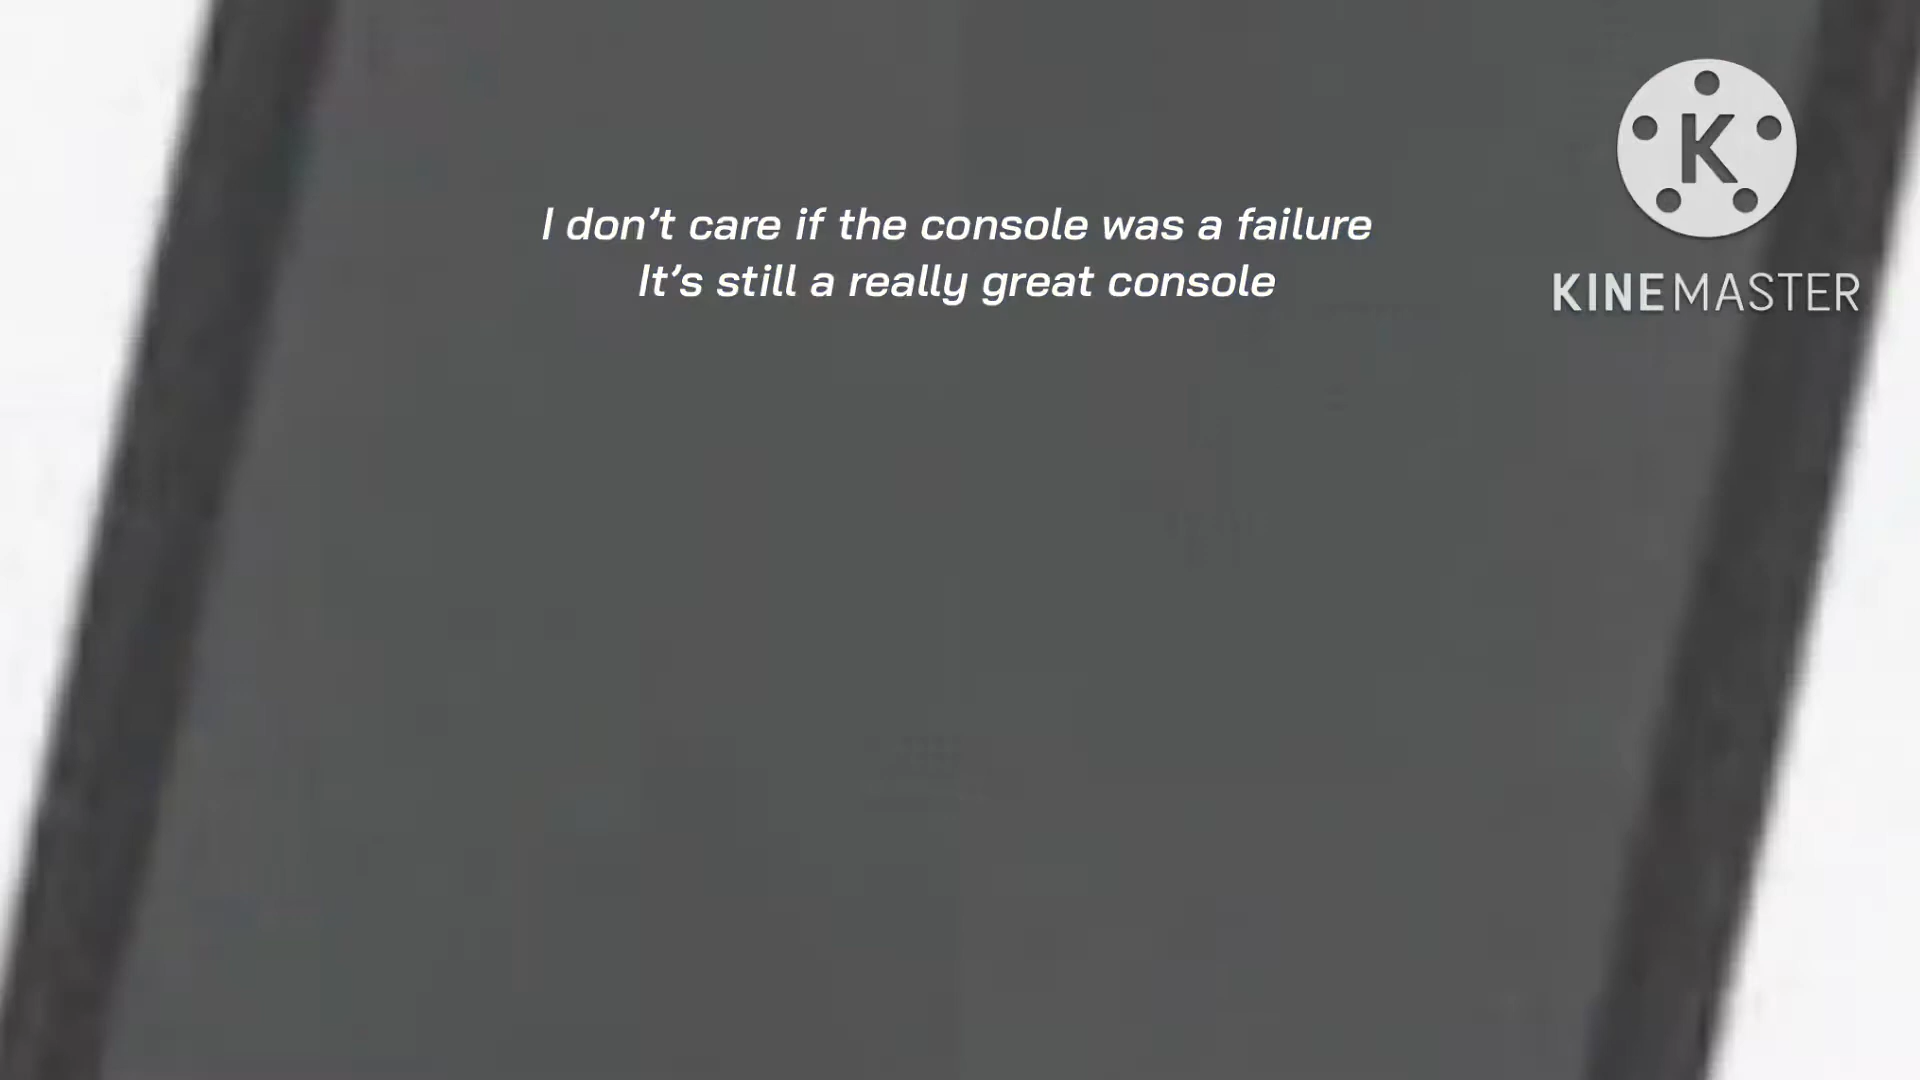 I don’t care if the console was a failure
It’s still a really great console
K
KINEMASTER